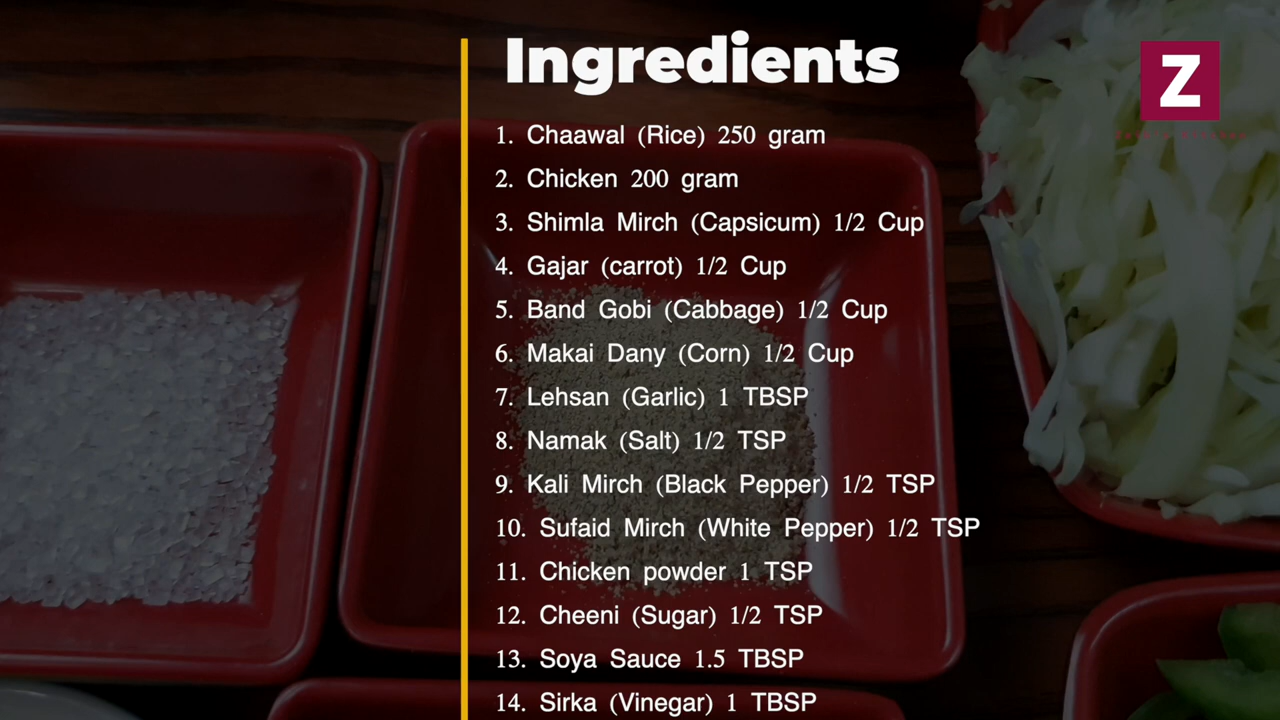 Ingredients
Z
1. Chaawal (Rice) 250 gram
2. Chicken 200 gram
3. Shimla Mirch (Capsicum) 1/2 Cup
4. Gajar (carrot) 1/2 Cup
5. Band Gobi (Cabbage) 1/2 Cup
6. Makai Dany (Corn) 1/2 Cup
7. Lehsan (Garlic) 1 TBSP
8. Namak (Salt) 1/2 TSP
9. Kali Mirch (Black Pepper) 1/2 TSP
10. Sufaid Mirch (White Pepper) 1/2 TSP
11. Chicken powder 1 TSP
12. Cheeni (Sugar) 1/2 TSP
13. Soya Sauce 1.5 TBSP
14. Sirka (Vinegar) 1 TBSP